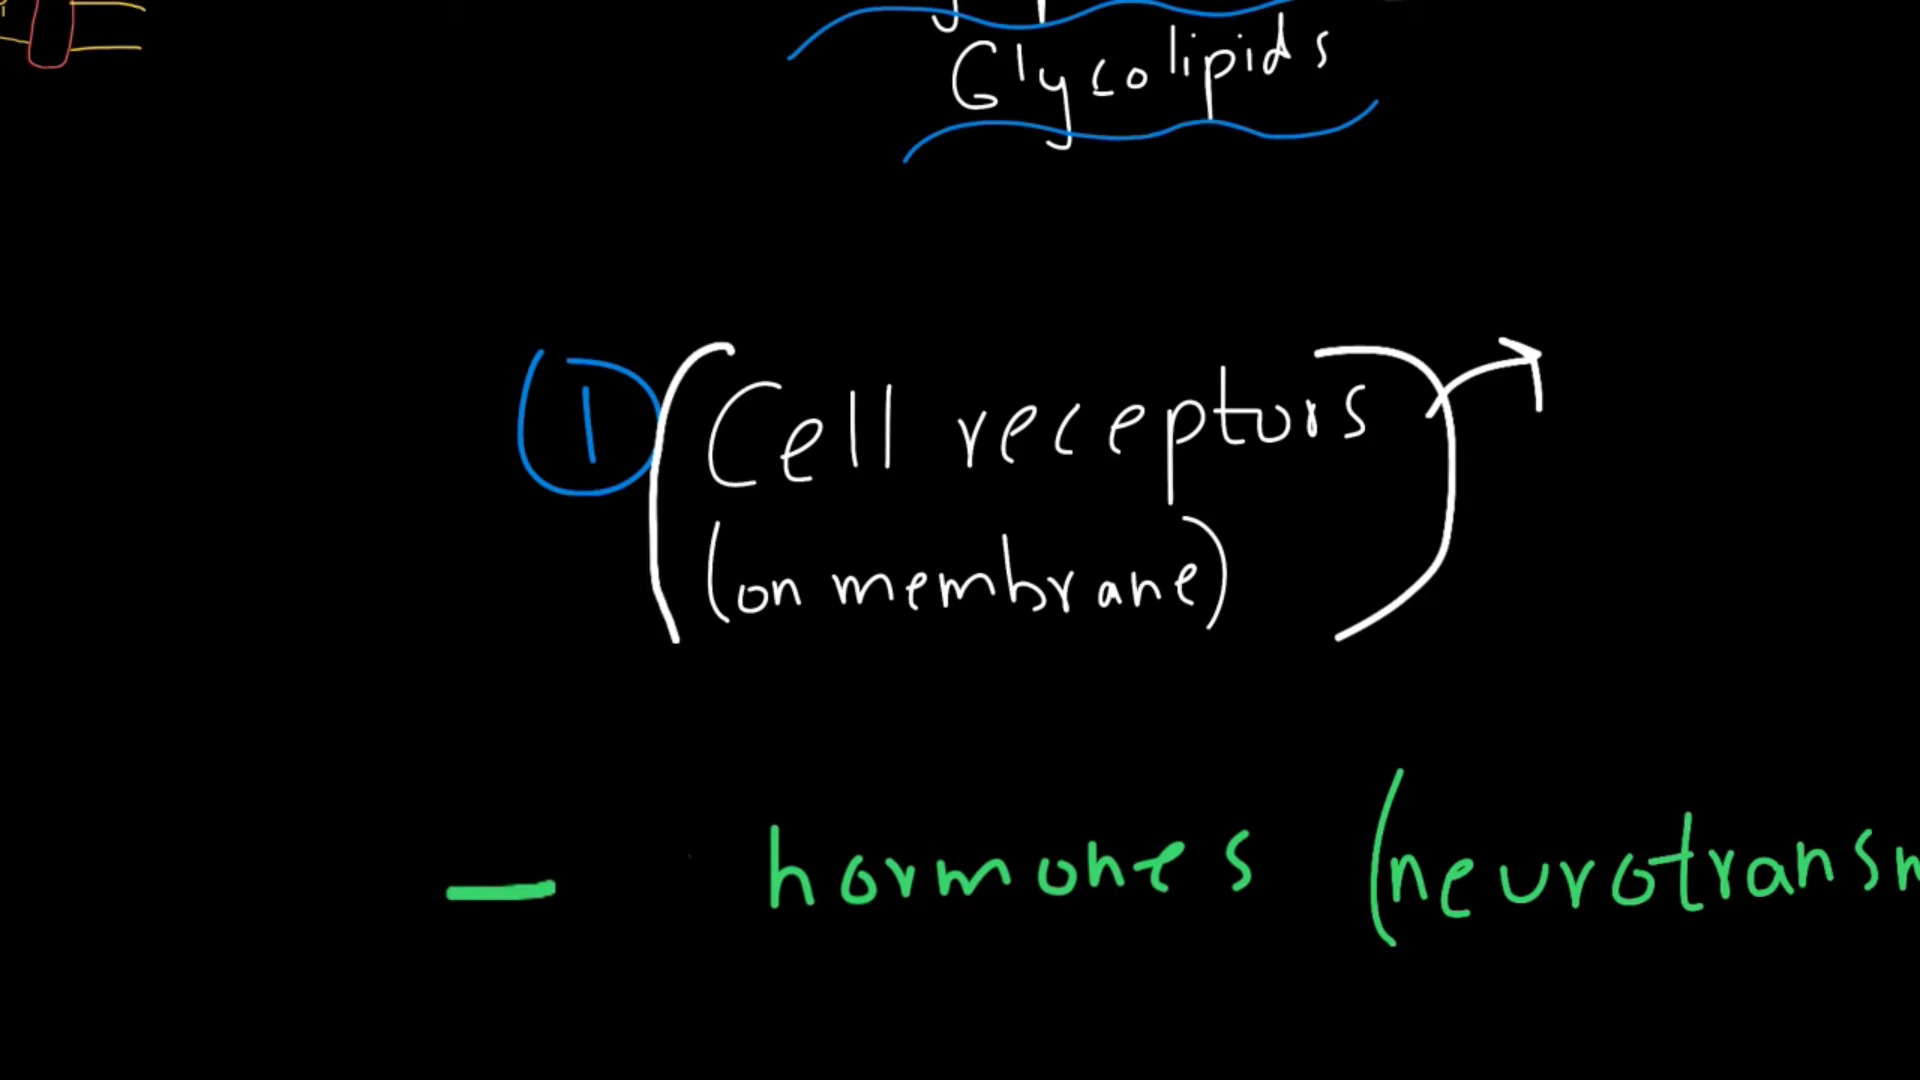 Glycolipids
1 Cell receptors
(on membrane)
- hormones (neurotransm